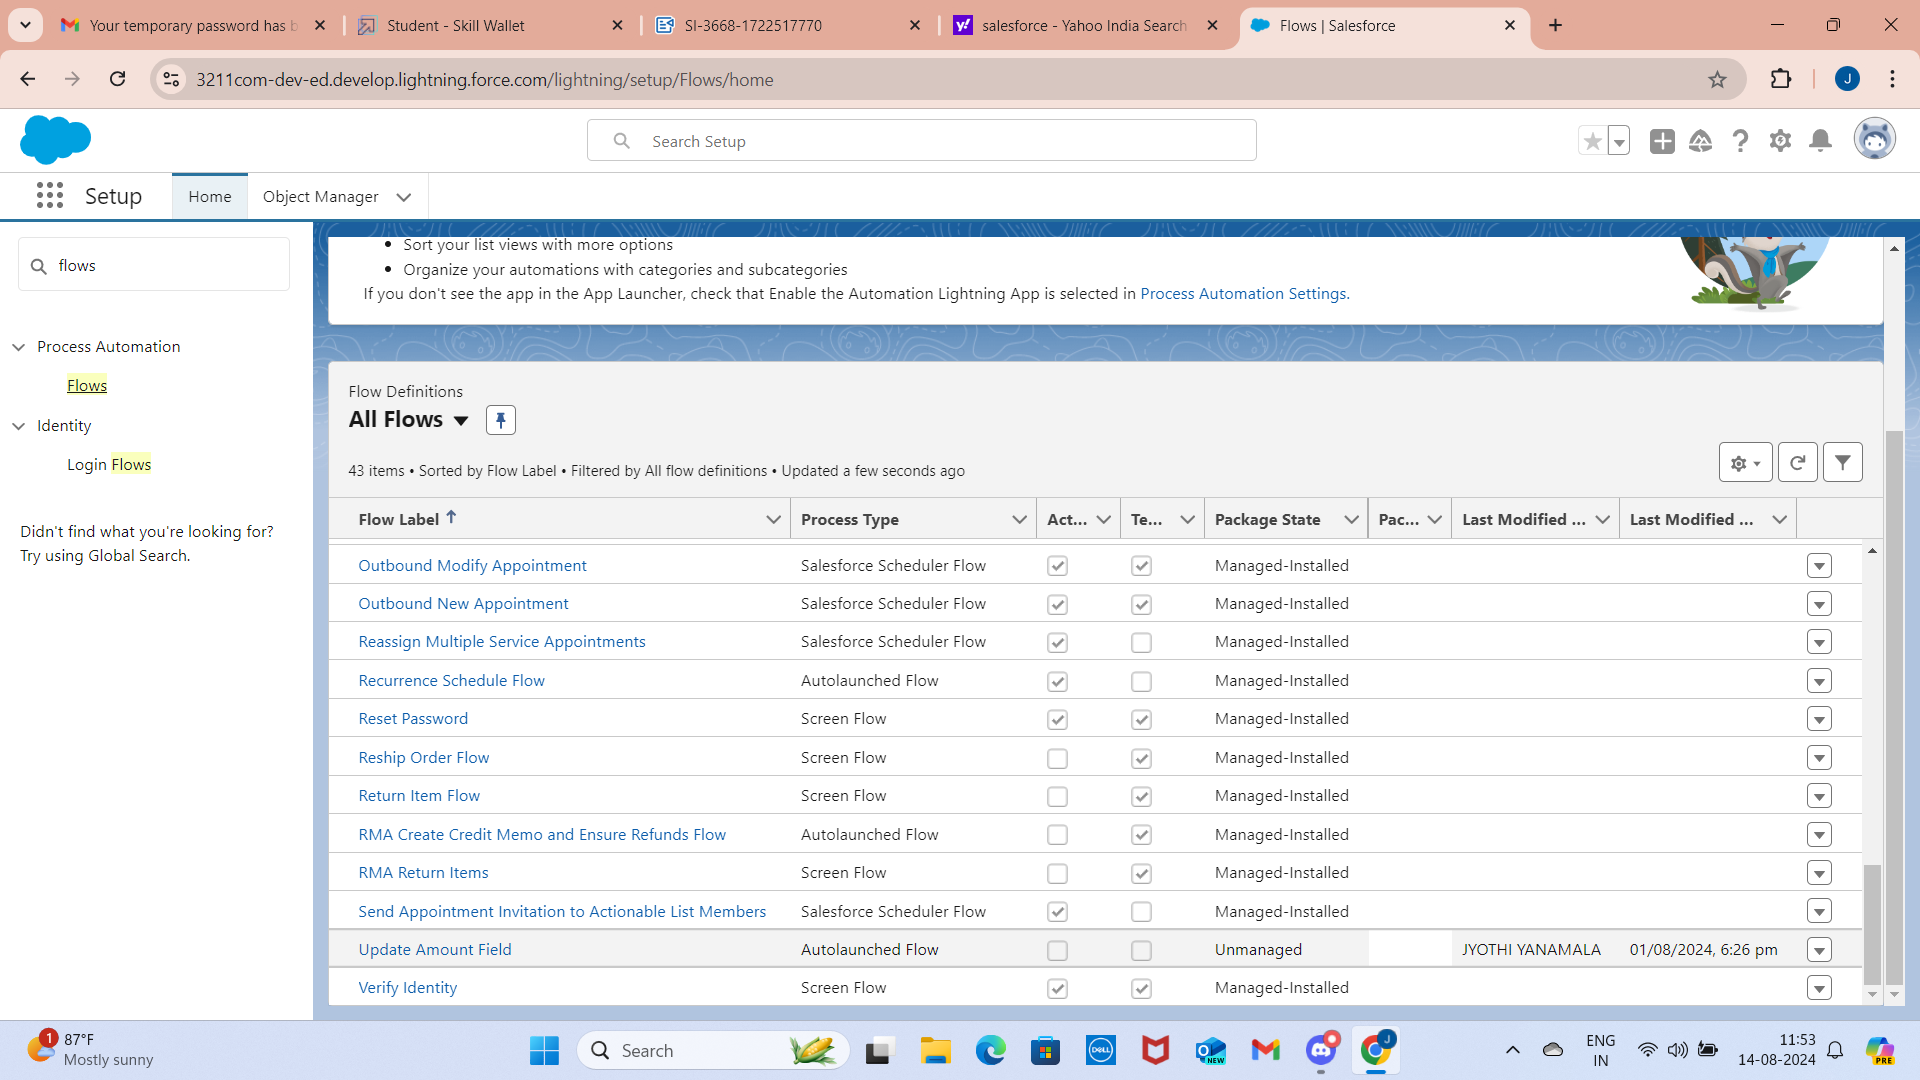 Your temporary password has b
Student - Skill Wallet
SI-3668-1722517770
salesforce - Yahoo India Search
Flows | Salesforce
3211com-dev-ed.develop.lightning.force.com/lightning/setup/Flows/home
J
Search Setup
Setup
Home
Object Manager
flows
Process Automation
Flows
Identity
Login Flows
Didn't find what you're looking for?
Try using Global Search.
• Sort your list views with more options
• Organize your automations with categories and subcategories
If you don't see the app in the App Launcher, check that Enable the Automation Lightning App is selected in Process Automation Settings.
Flow Definitions
All Flows
43 items • Sorted by Flow Label • Filtered by All flow definitions • Updated a few seconds ago
Flow Label ↑ Process Type Act... Te... Package State Pac... Last Modified ... Last Modified ...
Outbound Modify Appointment Salesforce Scheduler Flow Managed-Installed
Outbound New Appointment Salesforce Scheduler Flow Managed-Installed
Reassign Multiple Service Appointments Salesforce Scheduler Flow Managed-Installed
Recurrence Schedule Flow Autolaunched Flow Managed-Installed
Reset Password Screen Flow Managed-Installed
Reship Order Flow Screen Flow Managed-Installed
Return Item Flow Screen Flow Managed-Installed
RMA Create Credit Memo and Ensure Refunds Flow Autolaunched Flow Managed-Installed
RMA Return Items Screen Flow Managed-Installed
Send Appointment Invitation to Actionable List Members Salesforce Scheduler Flow Managed-Installed
Update Amount Field Autolaunched Flow Unmanaged JYOTHI YANAMALA 01/08/2024, 6:26 pm
Verify Identity Screen Flow Managed-Installed
1
87°F
Mostly sunny
Search
DELL
NEW
J
ENG
IN
11:53
14-08-2024
PRE